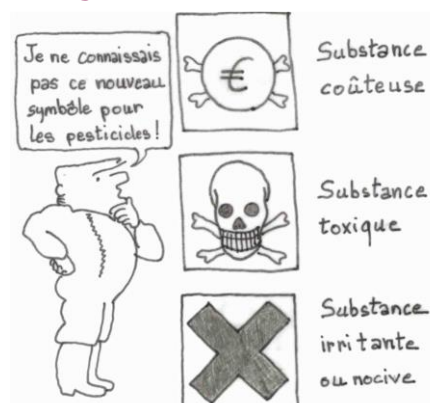 Je ne connaissais
pas ce nouveau
symbôle pour
les pesticides !
€
Substance
coûteuse
Substance
toxique
Substance
irritante
ou nocive